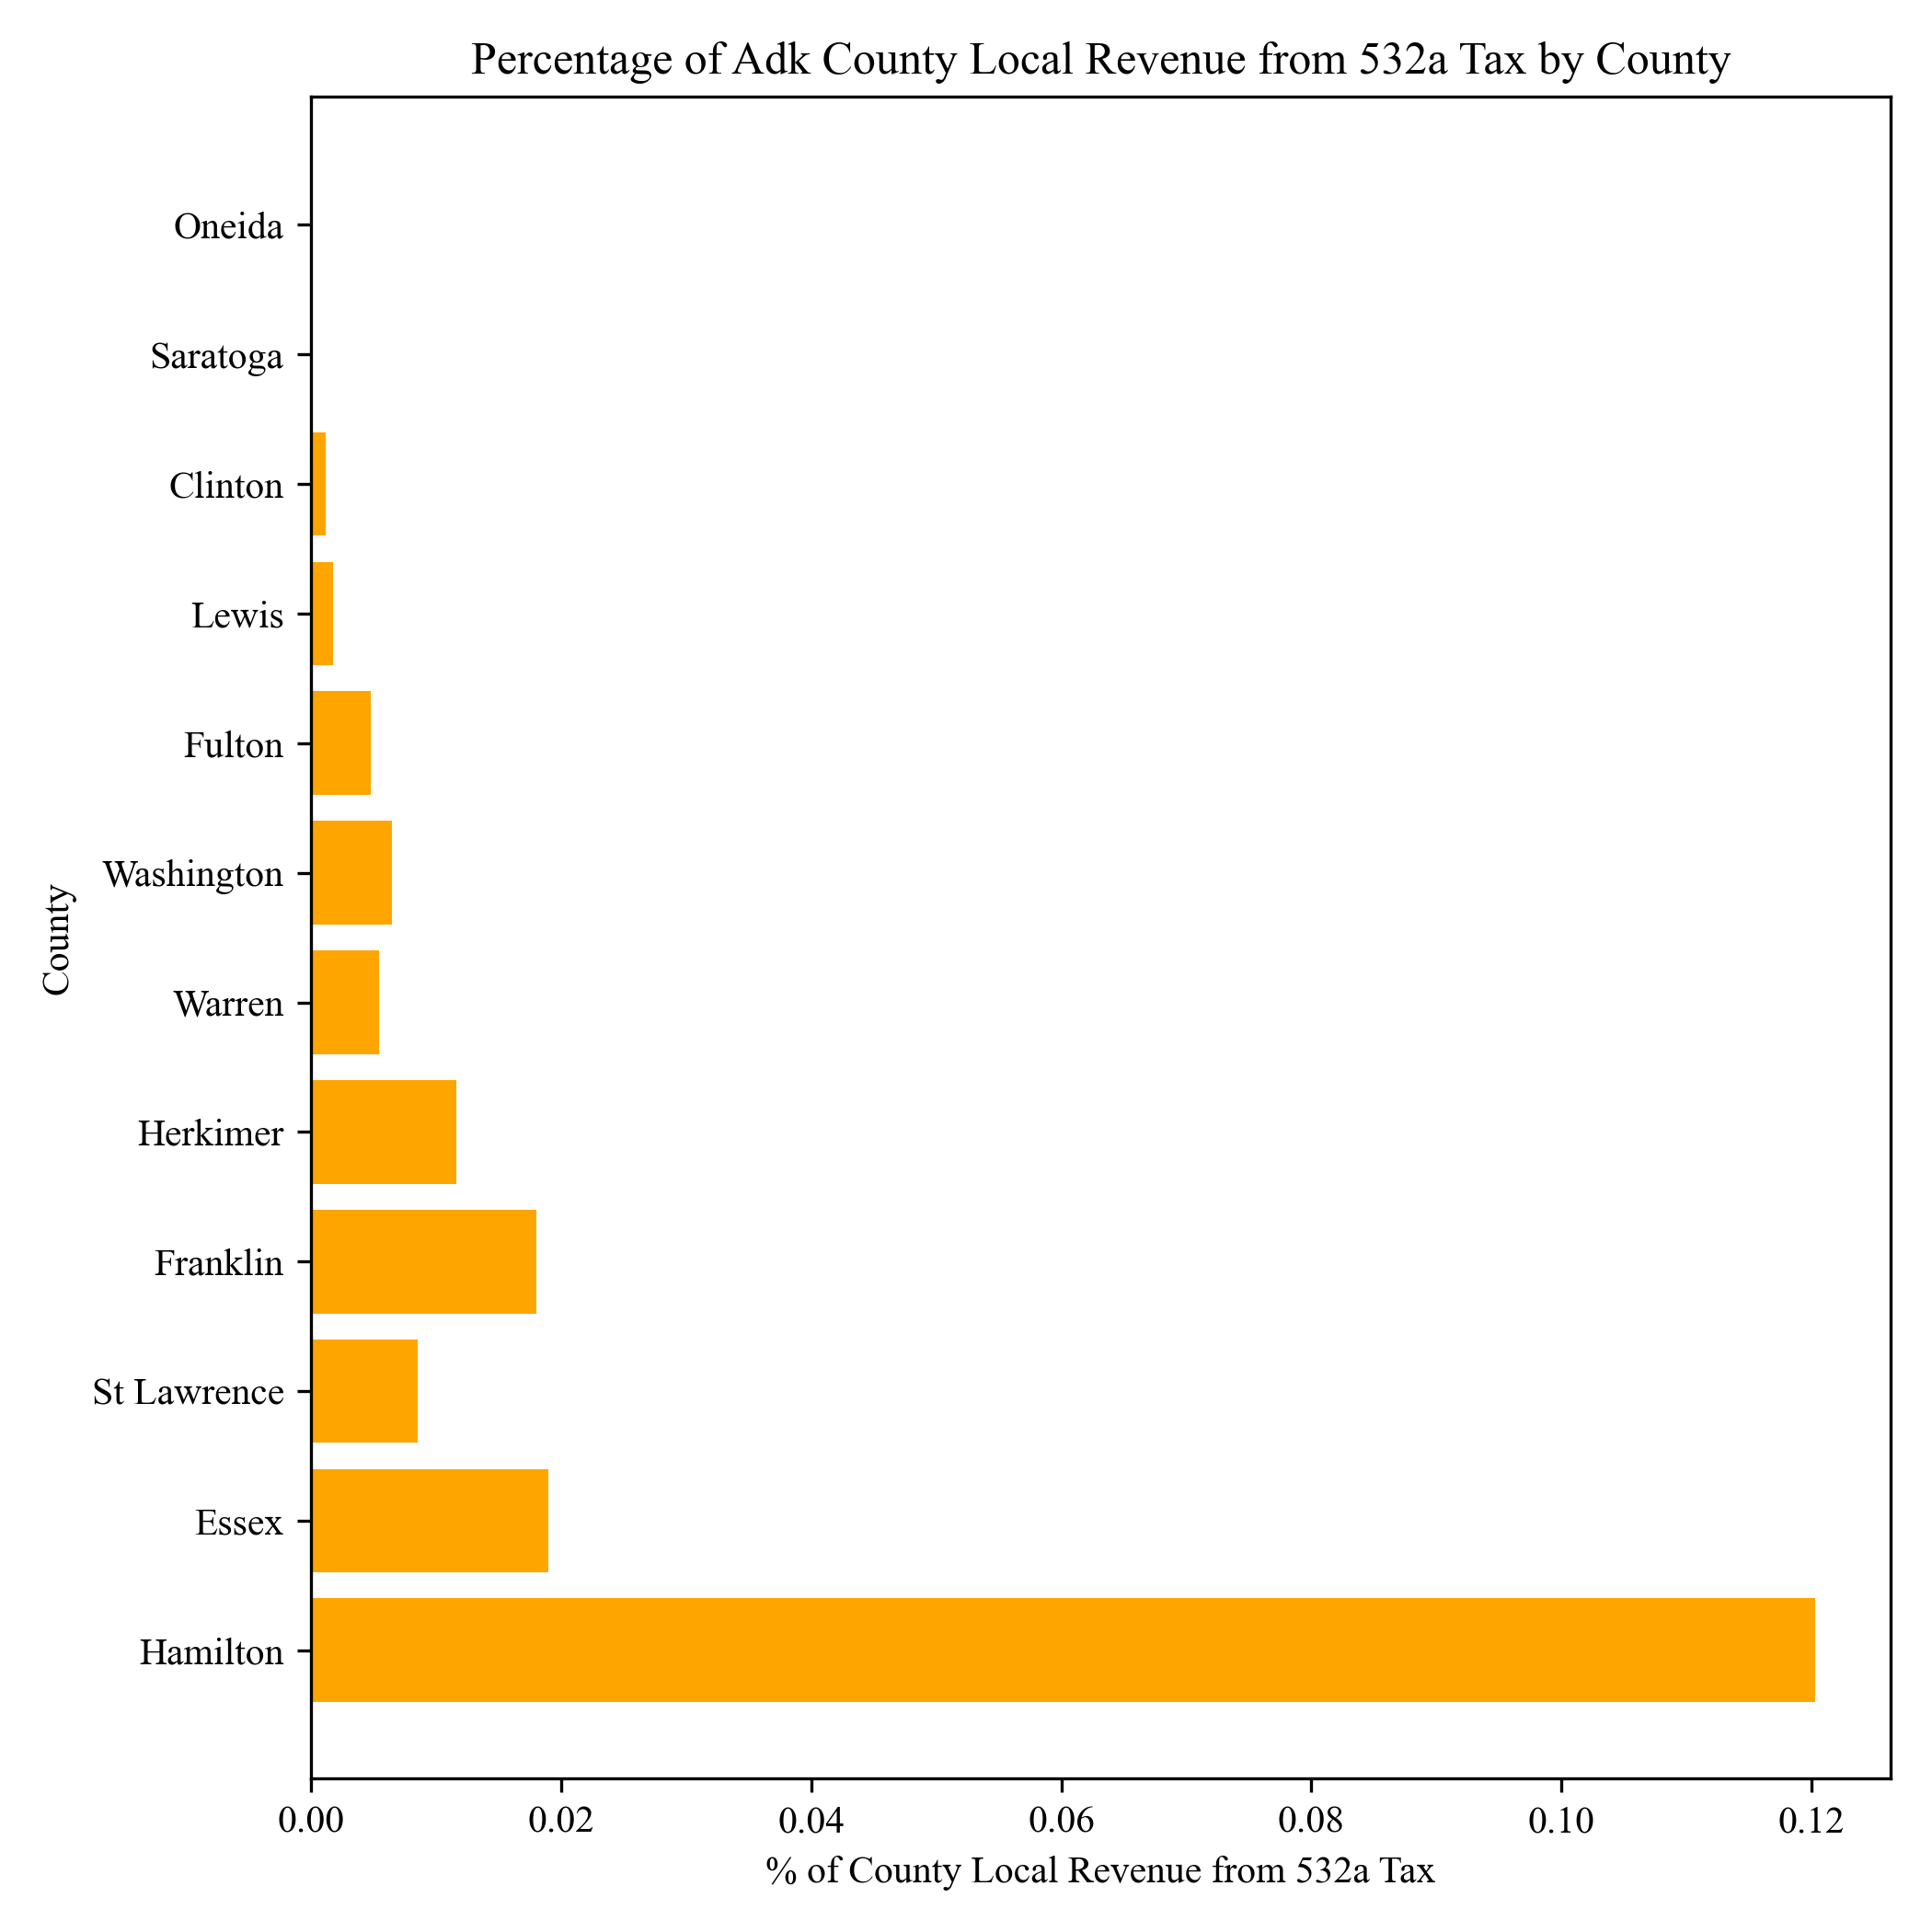 Percentage of Adk County Local Revenue from 532a Tax by County
Oneida
Saratoga
Clinton
Lewis
Fulton
Washington
Warren
Herkimer
Franklin
St Lawrence
Essex
Hamilton
County
0.00 0.02 0.04 0.06 0.08 0.10 0.12
% of County Local Revenue from 532a Tax